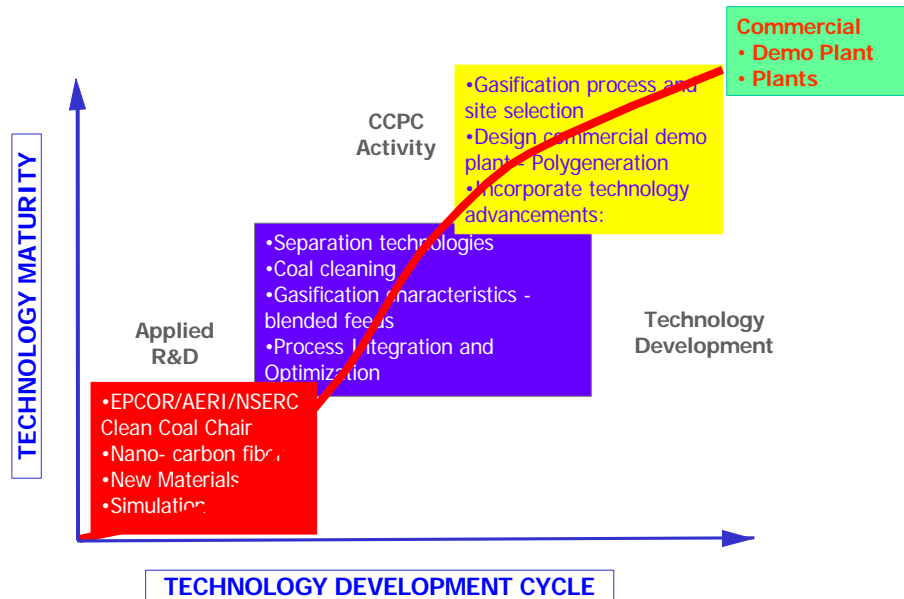 Commercial
• Demo Plant
• Plants
•Gasification process and
site selection
•Design commercial demo
plant - Polygeneration
•Incorporate technology
advancements:
CCPC
Activity
•Separation technologies
•Coal cleaning
•Gasification characteristics -
blended feeds
•Process Integration and
Optimization
Technology
Development
Applied
R&D
•EPCOR/AERI/NSERC
Clean Coal Chair
•Nano- carbon fiber
•New Materials
•Simulation
TECHNOLOGY MATURITY
TECHNOLOGY DEVELOPMENT CYCLE